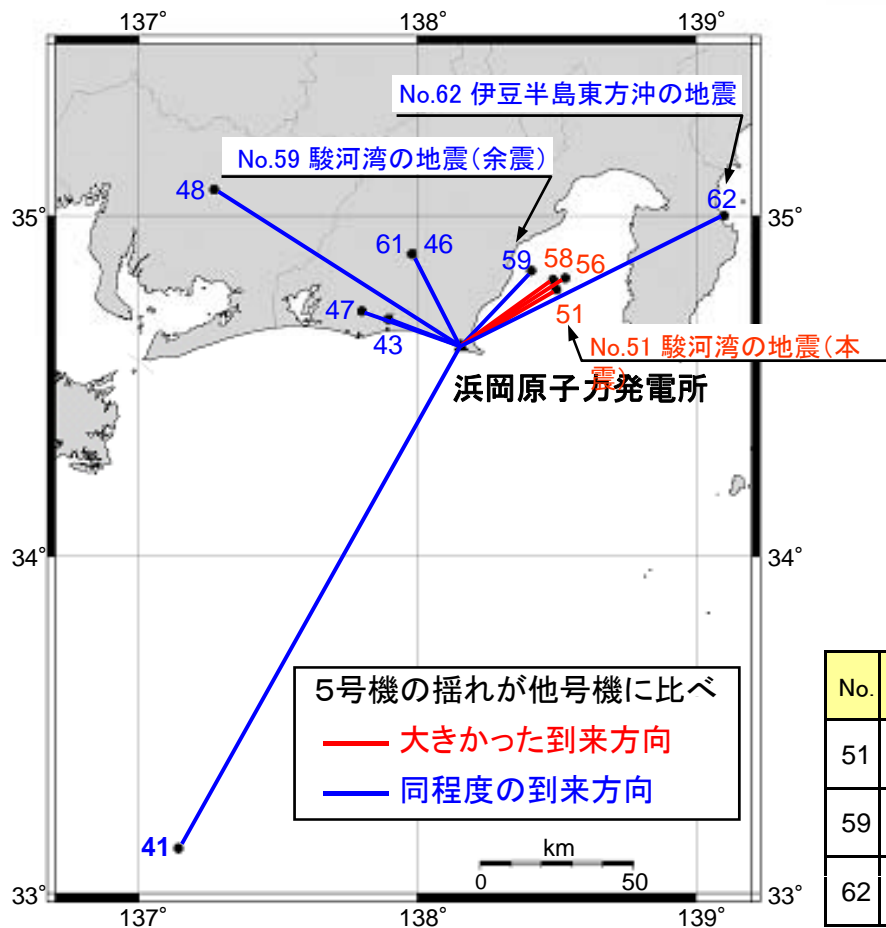 137° 138° 139°
No.62 伊豆半島東方沖の地震
No.59 駿河湾の地震(余震)
48
62
35° 35°
61 46
59 58 56
47
43
51
No.51 駿河湾の地震(本
震)
浜岡原子力発電所
34° 34°
5号機の揺れが他号機に比べ
大きかった到来方向
同程度の到来方向
No.
51
59
62
41
km
0 50
33° 33°
137° 138° 139°